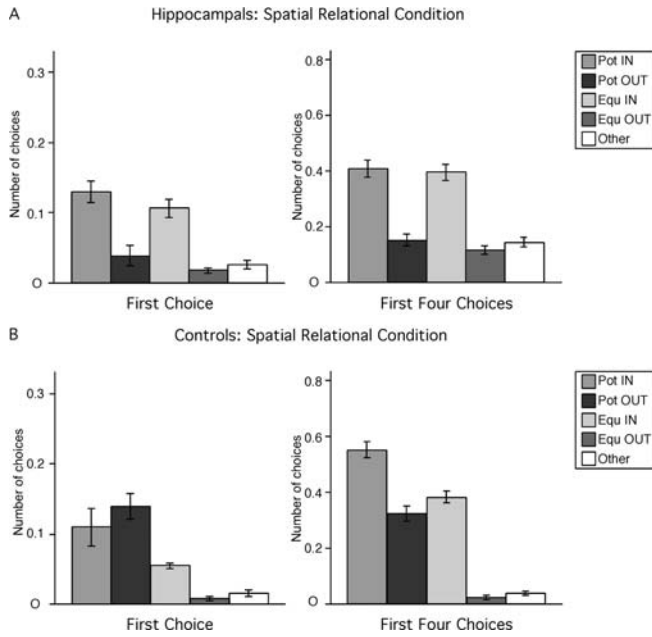 A
Hippocampals: Spatial Relational Condition
Number of choices
0.3
0.2
0.1
O
First Choice
Number of choices
0.8
0.6
0.4
0.2
O
First Four Choices
Pot IN
Pot OUT
Equ IN
Equ OUT
Other
B
Controls: Spatial Relational Condition
Number of choices
0.3
0.2
0.1
O
First Choice
Number of choices
0.8
0.6
0.4
0.2
O
First Four Choices
Pot IN
Pot OUT
Equ IN
Equ OUT
Other